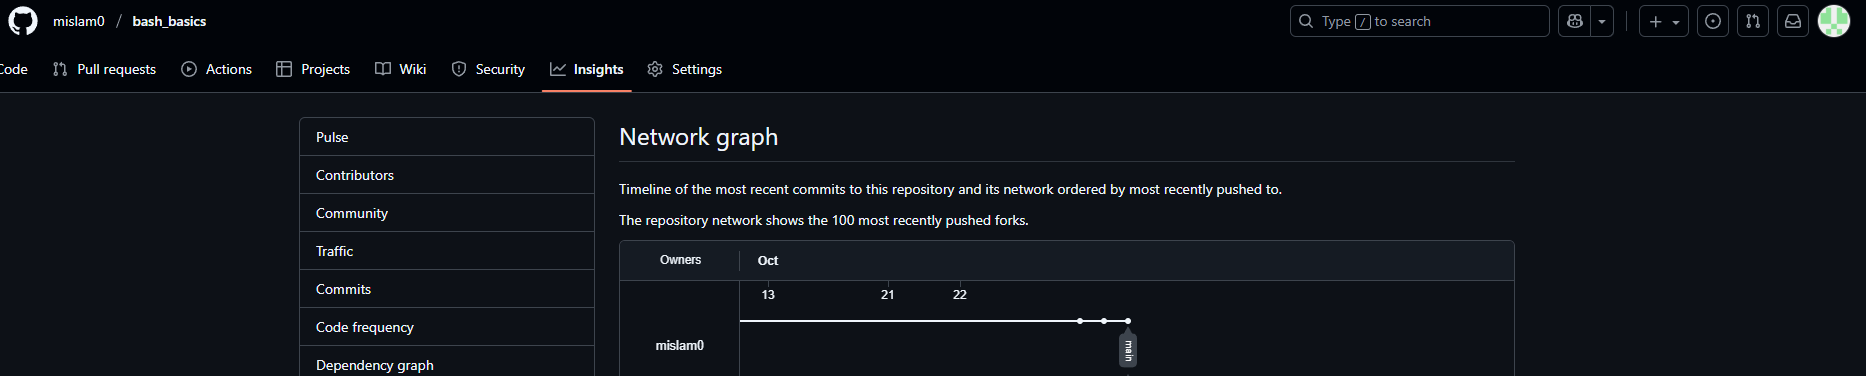 mislam0 / bash_basics
Type / to search
Code
Pull requests
Actions
Projects
Wiki
Security
Insights
Settings
Pulse
Contributors
Community
Traffic
Commits
Code frequency
Dependency graph
Network graph
Timeline of the most recent commits to this repository and its network ordered by most recently pushed to.
The repository network shows the 100 most recently pushed forks.
Owners
Oct
13
21
22
mislam0
main